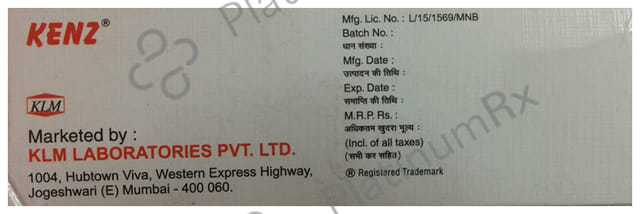 KENZ®
KLM
Marketed by :
KLM LABORATORIES PVT. LTD.
1004, Hubtown Viva, Western Express Highway,
Jogeshwari (E) Mumbai - 400 060.
Mfg. Lic. No. : L/15/1569/MNB
Batch No. :
धान संख्या :
Mfg. Date :
उत्पादन की तिथि :
Exp. Date :
समाप्ति की तिथि :
M.R.P. Rs. :
अधिकतम खुदरा मूल्य :
(Incl. of all taxes)
(सभी कर सहित)
® Registered Trademark
PlatinumRx